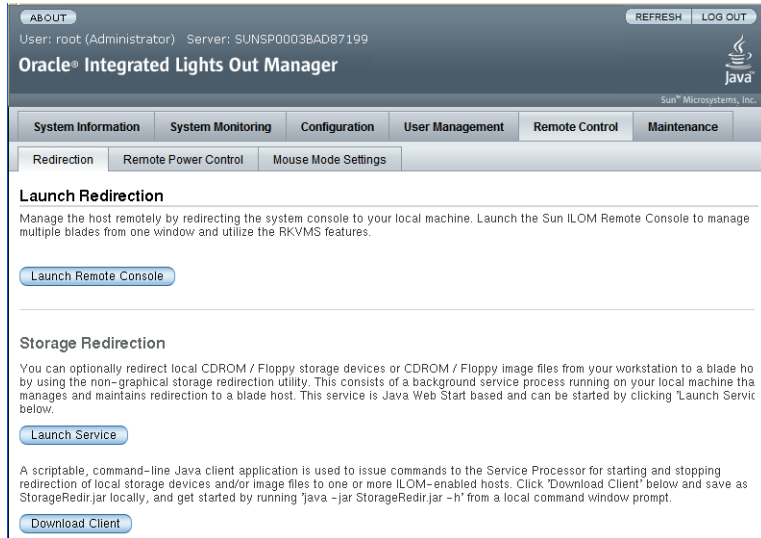 ABOUT REFRESH LOG OUT
User: root (Administrator) Server: SUNSP0003BAD87199
Oracle® Integrated Lights Out Manager
Java™
Sun™ Microsystems, Inc.
System Information System Monitoring Configuration User Management Remote Control Maintenance
Redirection Remote Power Control Mouse Mode Settings
Launch Redirection
Manage the host remotely by redirecting the system console to your local machine. Launch the Sun ILOM Remote Console to manage
multiple blades from one window and utilize the RKVMS features.
Launch Remote Console
Storage Redirection
You can optionally redirect local CDROM / Floppy storage devices or CDROM / Floppy image files from your workstation to a blade ho
by using the non-graphical storage redirection utility. This consists of a background service process running on your local machine tha
manages and maintains redirection to a blade host. This service is Java Web Start based and can be started by clicking 'Launch Servic
below.
Launch Service
A scriptable, command-line Java client application is used to issue commands to the Service Processor for starting and stopping
redirection of local storage devices and/or image files to one or more ILOM-enabled hosts. Click 'Download Client' below and save as
StorageRedir.jar locally, and get started by running 'java -jar StorageRedir.jar -h' from a local command window prompt.
Download Client